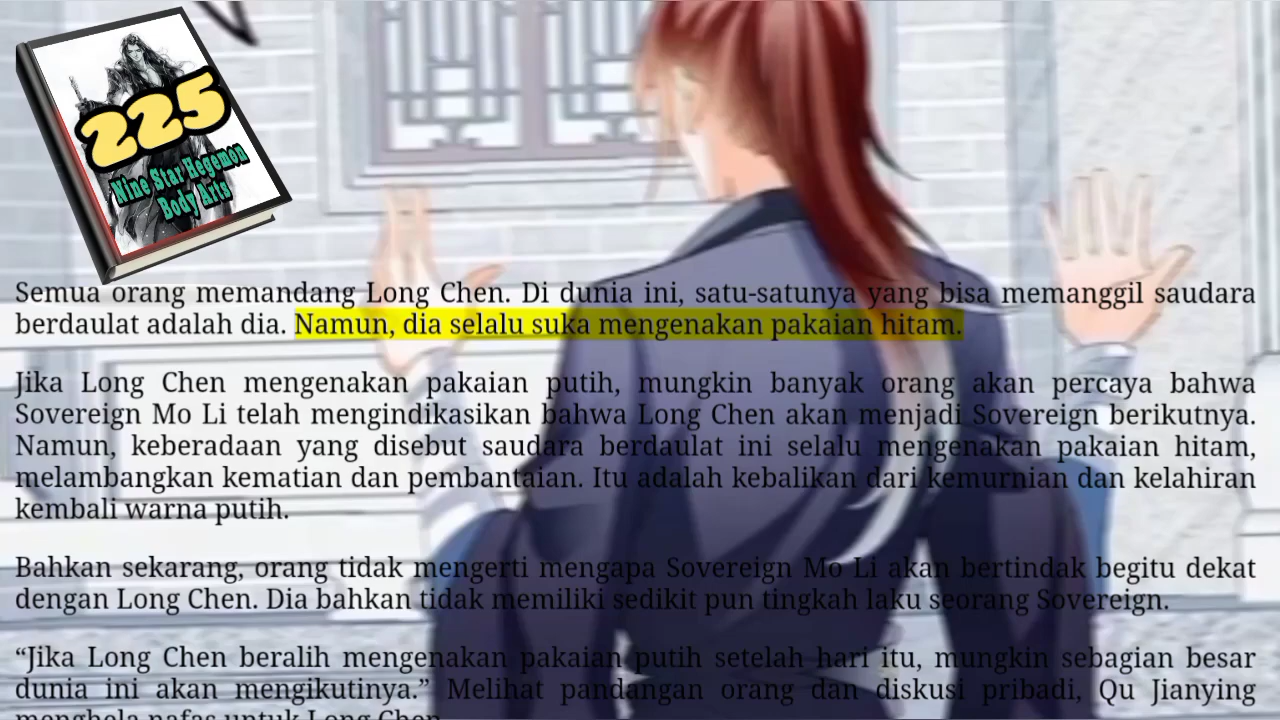 225
Nine Star Hegemon
Body Arts
Semua orang memandang Long Chen. Di dunia ini, satu-satunya yang bisa memanggil saudara
berdaulat adalah dia. Namun, dia selalu suka mengenakan pakaian hitam.
Jika Long Chen mengenakan pakaian putih, mungkin banyak orang akan percaya bahwa
Sovereign Mo Li telah mengindikasikan bahwa Long Chen akan menjadi Sovereign berikutnya.
Namun, keberadaan yang disebut saudara berdaulat ini selalu mengenakan pakaian hitam,
melambangkan kematian dan pembantaian. Itu adalah kebalikan dari kemurnian dan kelahiran
kembali warna putih.
Bahkan sekarang, orang tidak mengerti mengapa Sovereign Mo Li akan bertindak begitu dekat
dengan Long Chen. Dia bahkan tidak memiliki sedikit pun tingkah laku seorang Sovereign.
“Jika Long Chen beralih mengenakan pakaian putih setelah hari itu, mungkin sebagian besar
dunia ini akan mengikutinya.” Melihat pandangan orang dan diskusi pribadi, Qu Jianying
menghela nafas untuk Long Chen.